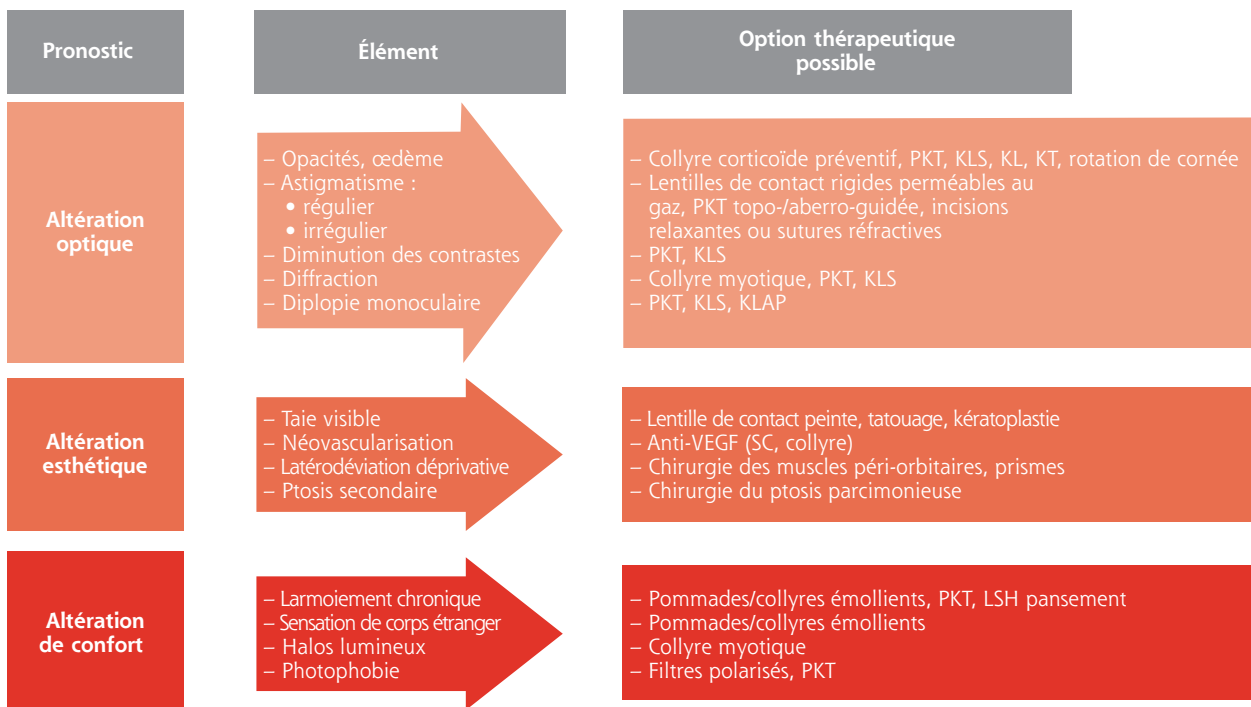 Pronostic
Élément
Option thérapeutique
possible
Altération
optique
– Opacités, œdème
– Astigmatisme :
• régulier
• irrégulier
– Diminution des contrastes
– Diffraction
– Diplopie monoculaire
– Collyre corticoïde préventif, PKT, KLS, KL, KT, rotation de cornée
– Lentilles de contact rigides perméables au
gaz, PKT topo-/aberro-guidée, incisions
relaxantes ou sutures réfractives
– PKT, KLS
– Collyre myotique, PKT, KLS
– PKT, KLS, KLAP
Altération
esthétique
– Taie visible
– Néovascularisation
– Latérodéviation déprivative
– Ptosis secondaire
– Lentille de contact peinte, tatouage, kératoplastie
– Anti-VEGF (SC, collyre)
– Chirurgie des muscles péri-orbitaires, prismes
– Chirurgie du ptosis parcimonieuse
Altération
de confort
– Larmoiement chronique
– Sensation de corps étranger
– Halos lumineux
– Photophobie
– Pommades/collyres émollients, PKT, LSH pansement
– Pommades/collyres émollients
– Collyre myotique
– Filtres polarisés, PKT